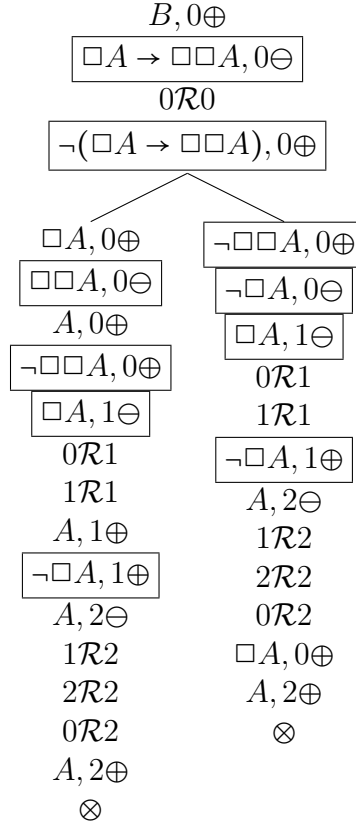 B, 0⊕
□A → □□A, 0⊖
0ℛ0
¬(□A → □□A), 0⊕
□A, 0⊕
□□A, 0⊖
A, 0⊕
¬□□A, 0⊕
□A, 1⊖
0ℛ1
1ℛ1
A, 1⊕
¬□A, 1⊕
A, 2⊖
1ℛ2
2ℛ2
0ℛ2
A, 2⊕
⊗
¬□□A, 0⊕
¬□A, 0⊖
□A, 1⊖
0ℛ1
1ℛ1
¬□A, 1⊕
A, 2⊖
1ℛ2
2ℛ2
0ℛ2
□A, 0⊕
A, 2⊕
⊗